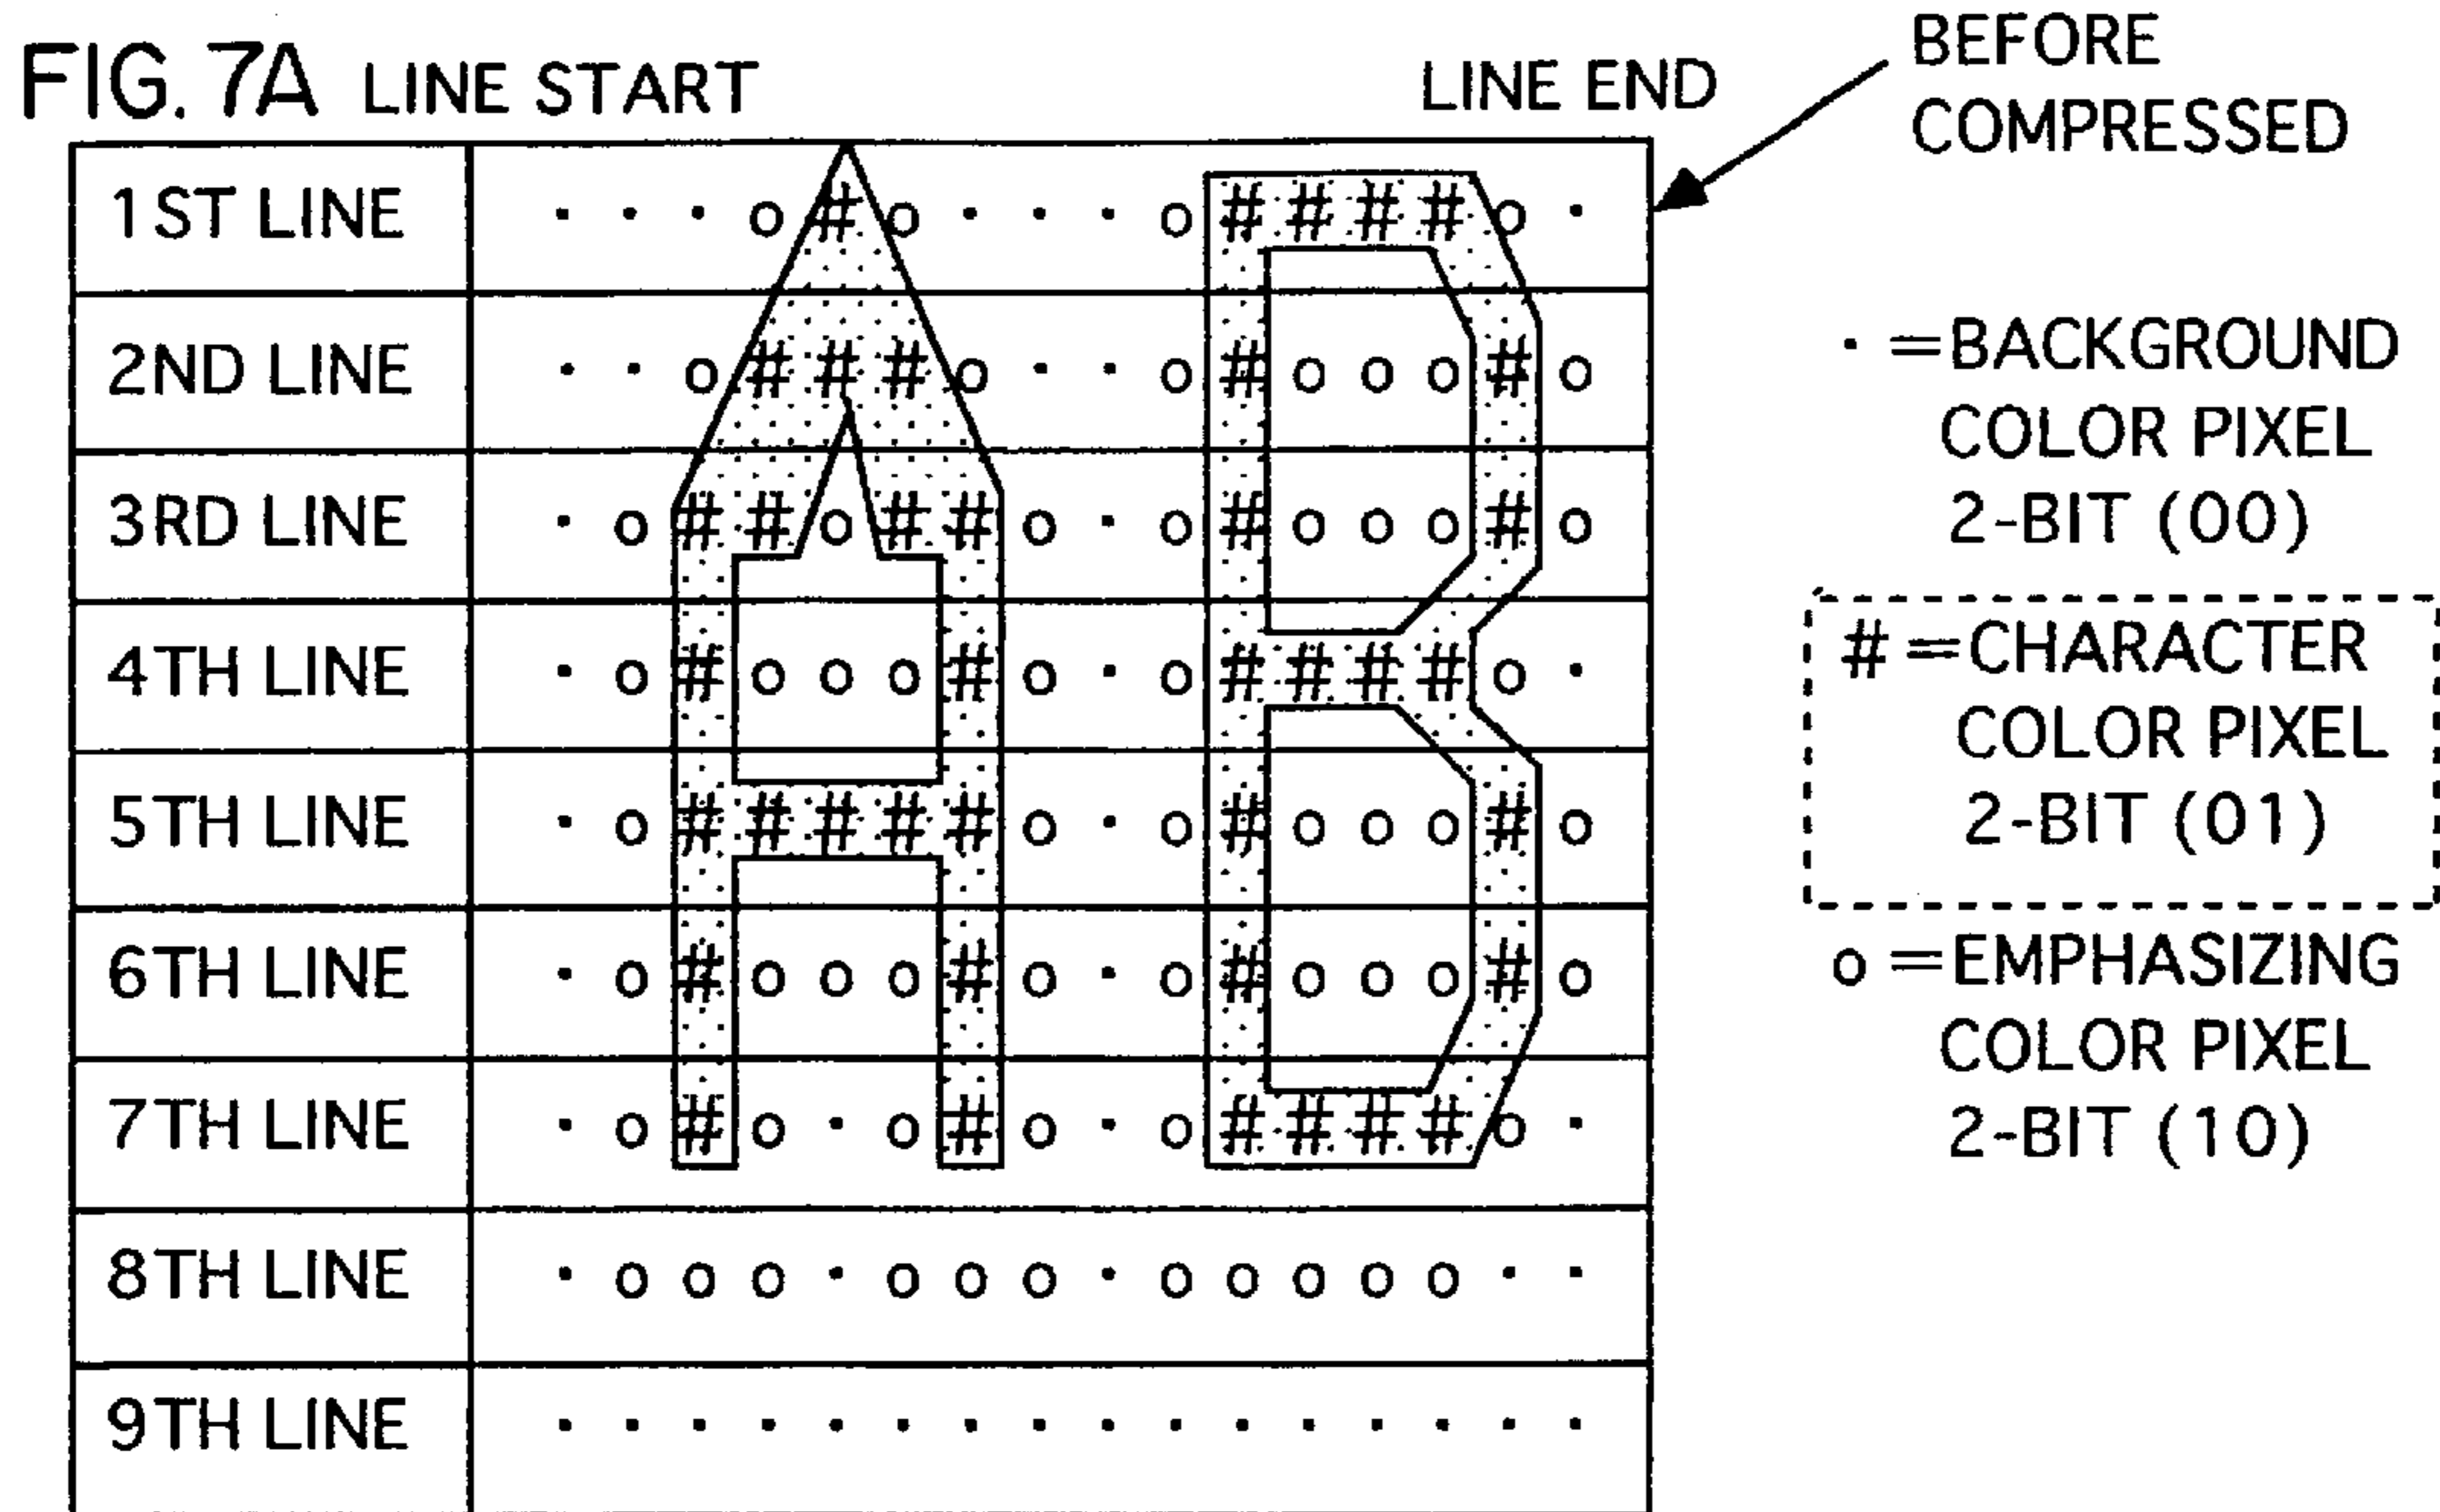 FIG. 7A LINE START LINE END BEFORE
COMPRESSED
1ST LINE · · · o # o · · · o # # # # o ·
2ND LINE · · o # # # o · · o # o o o # o
3RD LINE · o # # o # # o · o # o o o # o
4TH LINE · o # o o o # o · o # # # # o ·
5TH LINE · o # # # # # o · o # o o o # o
6TH LINE · o # o o o # o · o # o o o # o
7TH LINE · o # o · o # o · o # # # # o ·
8TH LINE · o o o · o o o · o o o o o · ·
9TH LINE · · · · · · · · · · · · · · · ·
· =BACKGROUND
COLOR PIXEL
2-BIT (00)
# =CHARACTER
COLOR PIXEL
2-BIT (01)
o =EMPHASIZING
COLOR PIXEL
2-BIT (10)